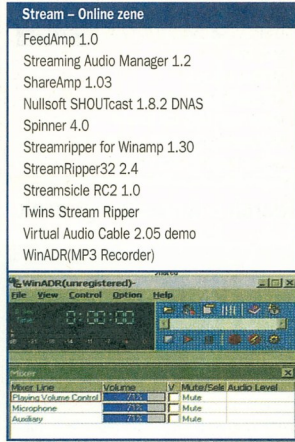 Stream – Online zene
FeedAmp 1.0
Streaming Audio Manager 1.2
ShareAmp 1.03
Nullsoft SHOUTcast 1.8.2 DNAS
Spinner 4.0
Streamripper for Winamp 1.30
StreamRipper32 2.4
Streamsicle RC2 1.0
Twins Stream Ripper
Virtual Audio Cable 2.05 demo
WinADR(MP3 Recorder)
WinADR(unregistered)-
File View Control Option Help
0:00:00
Mixer
Mixer Line Volume V Mute/Sele Audio Level
Playing Volume Control 71% Mute
Microphone 71% Mute
Auxiliary 71% Mute